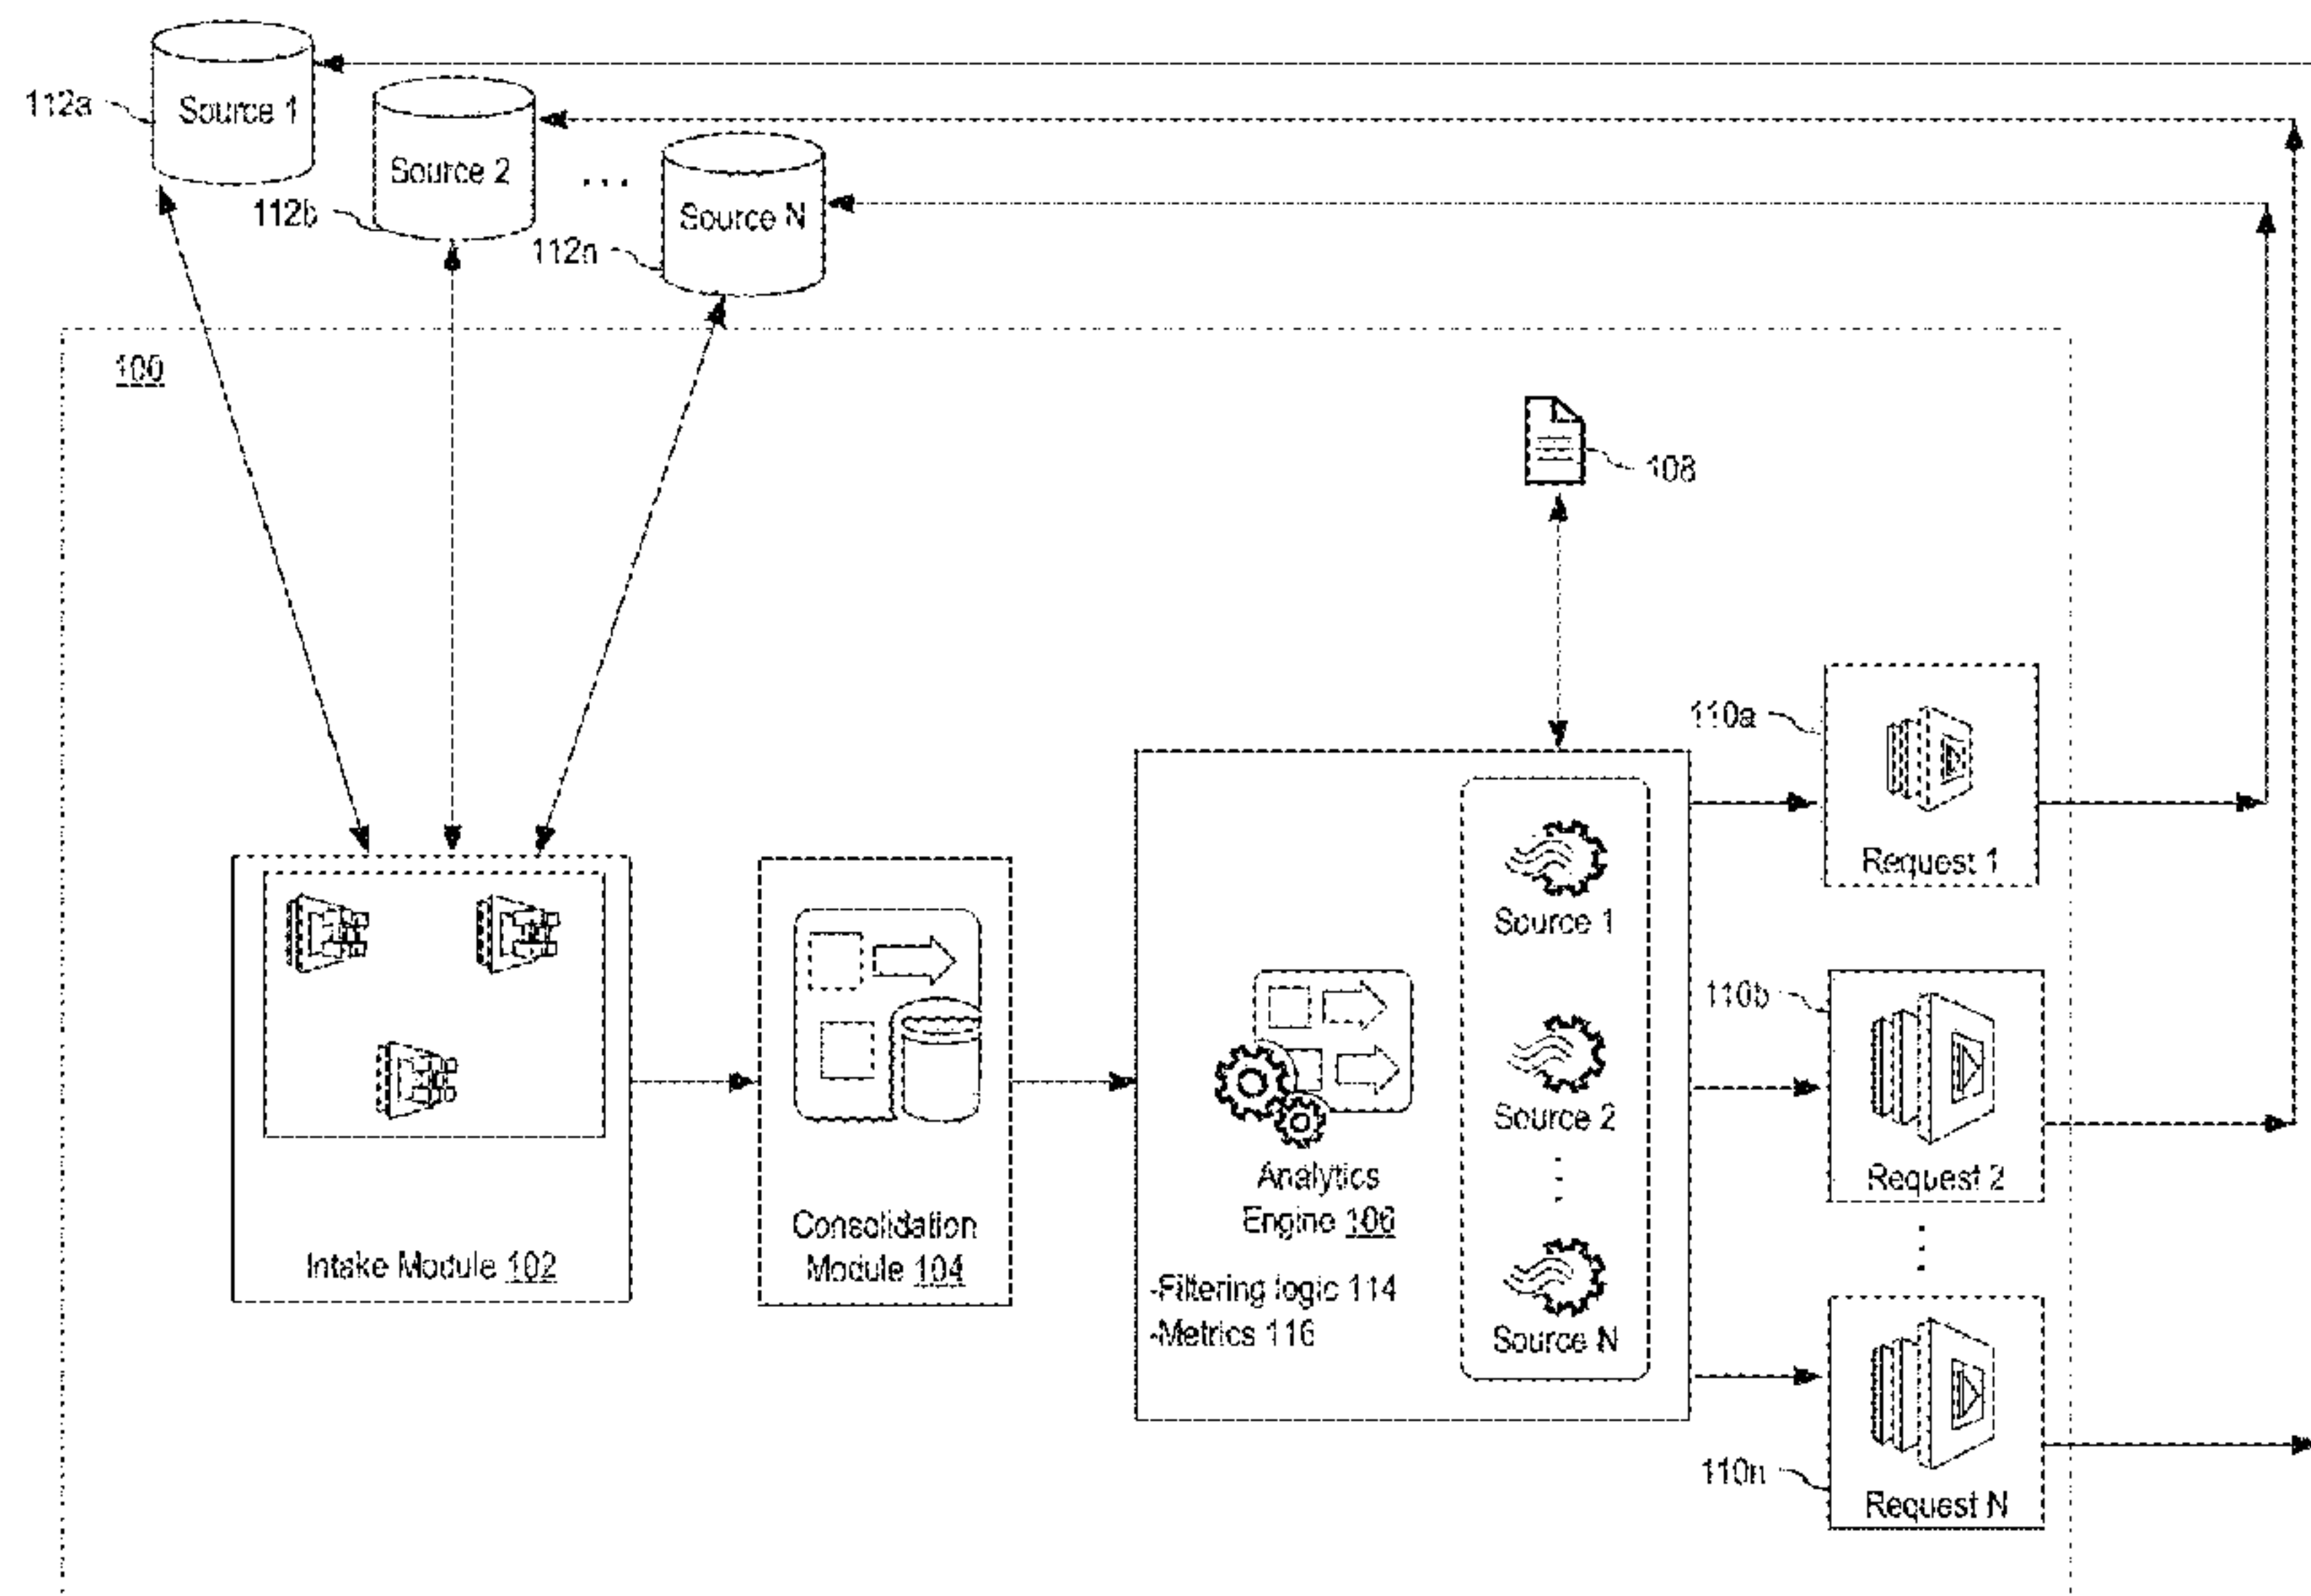 112a
Source 1
112b
Source 2
...
112n
Source N
100
108
110a
Request 1
Source 1
110b
Request 2
Source 2
Analytics
Engine 106
-Filtering logic 114
-Metrics 116
Source N
Consolidation
Module 104
Intake Module 102
110n
Request N